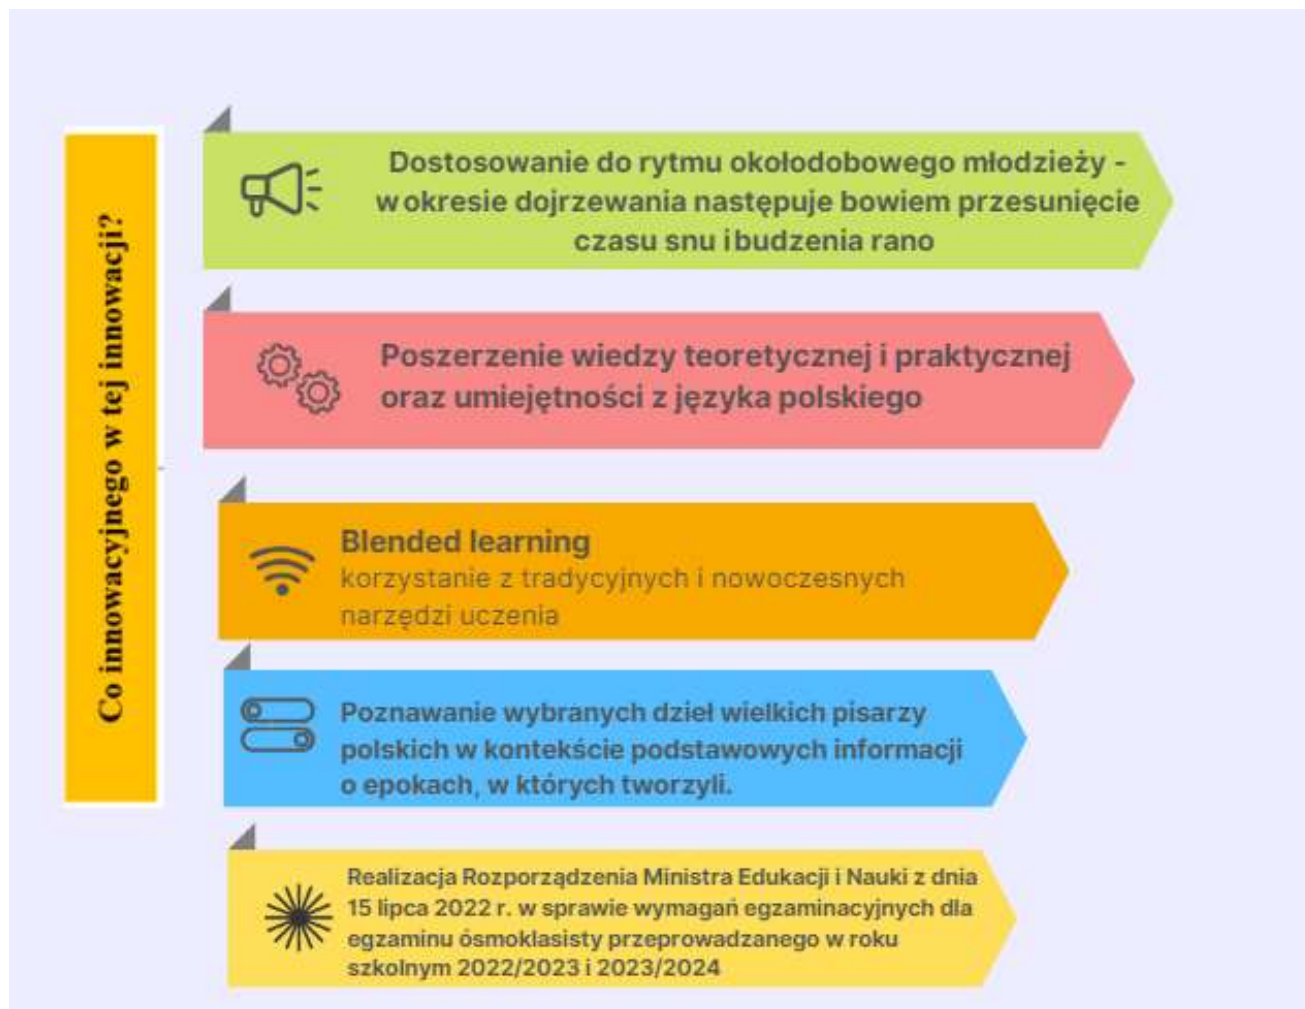 Co innowacyjnego w tej innowacji?
Dostosowanie do rytmu okołodobowego młodzieży -
w okresie dojrzewania następuje bowiem przesunięcie
czasu snu i budzenia rano
Poszerzenie wiedzy teoretycznej i praktycznej
oraz umiejętności z języka polskiego
Blended learning
korzystanie z tradycyjnych i nowoczesnych
narzędzi uczenia
Poznawanie wybranych dzieł wielkich pisarzy
polskich w kontekście podstawowych informacji
o epokach, w których tworzyli.
Realizacja Rozporządzenia Ministra Edukacji i Nauki z dnia
15 lipca 2022 r. w sprawie wymagań egzaminacyjnych dla
egzaminu ósmoklasisty przeprowadzanego w roku
szkolnym 2022/2023 i 2023/2024